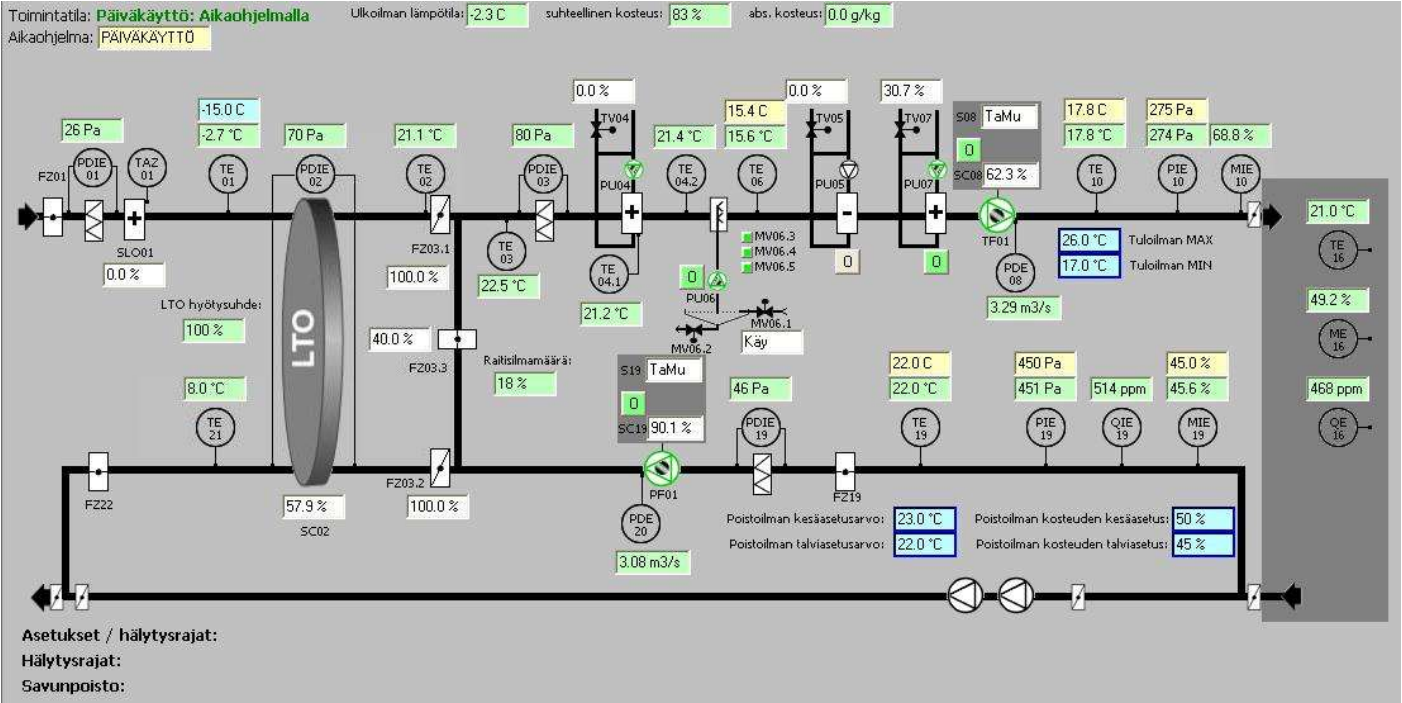 Toimintatila: Päiväkäyttö: Aikaohjelmalla
Ulkoilman lämpötila: -2.3 C suhteellinen kosteus: 83 % abs. kosteus: 0.0 g/kg
Aikaohjelma: PÄIVÄKÄYTTÖ
0.0 % 0.0 % 30.7 %
-15.0 C 15.4 C 17.8 C 275 Pa
26 Pa -2.7 °C 70 Pa 21.1 °C 80 Pa TV04 21.4 °C 15.6 °C TV05 TV07 S08 TaMu 17.8 °C 274 Pa 68.8 %
0
FZ01 PDIE 01 TAZ 01 TE 01 PDIE 02 TE 02 PDIE 03 PU04 TE 04.2 TE 06 PU05 PU07 SC08 62.3 % TE 10 PIE 10 MIE 10
+ + - +
21.0 °C
SLO01 FZ03.1 TE 03 MV06.3 TF01 26.0 °C Tuloilman MAX TE 16
MV06.4
0.0 % 100.0 % TE 04.1 0 MV06.5 0 0 PDE 08 17.0 °C Tuloilman MIN
22.5 °C PU06
LTO hyötysuhde: 21.2 °C 3.29 m3/s 49.2 %
100 % LTO MV06.1
40.0 % MV06.2 Käy ME 16
FZ03.3 Raitisilmamäärä: S19 TaMu 22.0 C 450 Pa 45.0 %
8.0 °C 18 % 0 46 Pa 22.0 °C 451 Pa 514 ppm 45.6 % 468 ppm
TE 21 SC19 90.1 % PDIE 19 TE 19 PIE 19 QIE 19 MIE 19 QE 16
FZ22 FZ03.2 PF01 FZ19
57.9 % 100.0 %
SC02 PDE 20 Poistoilman kesäasetusarvo: 23.0 °C Poistoilman kosteuden kesäasetus: 50 %
Poistoilman talviasetusarvo: 22.0 °C Poistoilman kosteuden talviasetus: 45 %
3.08 m3/s
Asetukset / hälytysrajat:
Hälytysrajat:
Savunpoisto: